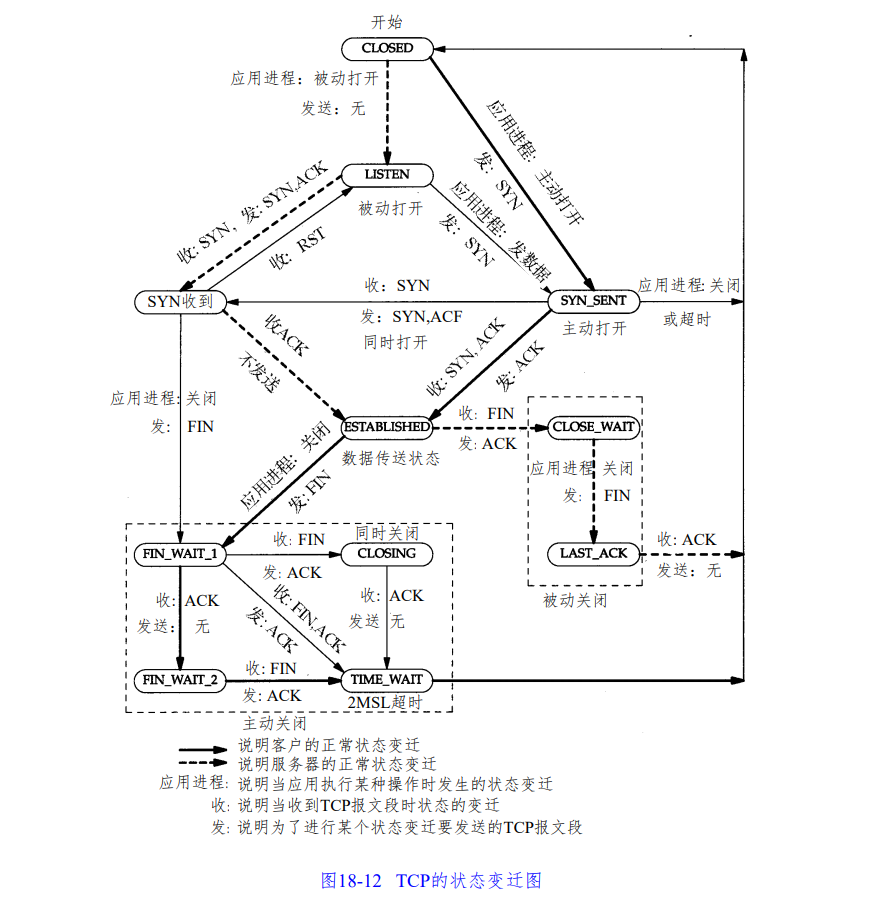 开始
CLOSED
应用进程：被动打开
发送：无
应用进程：主动打开
发：SYN
LISTEN
被动打开
收: SYN，发: SYN,ACK
收：RST
应用进程：发数据
发：SYN
SYN收到
收：SYN
发：SYN,ACF
同时打开
SYN_SENT
主动打开
应用进程: 关闭
或超时
收ACK
不发送
收: SYN, ACK
发: ACK
应用进程: 关闭
发： FIN
ESTABLISHED
数据传送状态
收：FIN
发: ACK
CLOSE_WAIT
应用进程 关闭
发： FIN
LAST_ACK
收: ACK
发送：无
被动关闭
应用进程：关闭
发: FIN
FIN_WAIT_1
收: FIN
发: ACK
同时关闭
CLOSING
收: ACK
发送： 无
收: FIN,ACK
发: ACK
收: ACK
发送 无
FIN_WAIT_2
收: FIN
发: ACK
TIME_WAIT
2MSL超时
主动关闭
说明客户的正常状态变迁
说明服务器的正常状态变迁
应用进程: 说明当应用执行某种操作时发生的状态变迁
收: 说明当收到TCP报文段时状态的变迁
发: 说明为了进行某个状态变迁要发送的TCP报文段
图18-12 TCP的状态变迁图